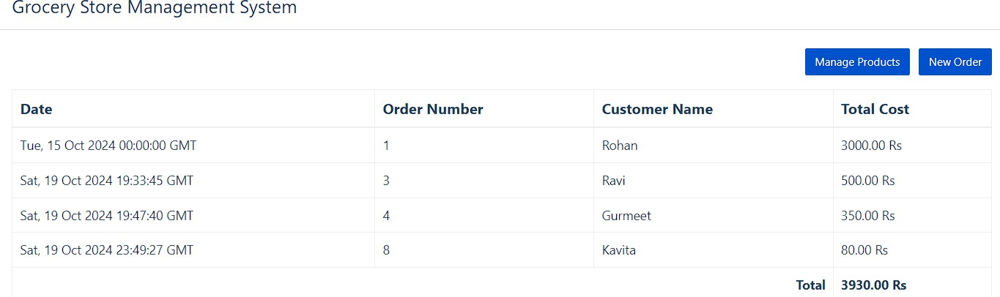 Grocery Store Management System
Manage Products New Order
Date Order Number Customer Name Total Cost
Tue, 15 Oct 2024 00:00:00 GMT 1 Rohan 3000.00 Rs
Sat, 19 Oct 2024 19:33:45 GMT 3 Ravi 500.00 Rs
Sat, 19 Oct 2024 19:47:40 GMT 4 Gurmeet 350.00 Rs
Sat, 19 Oct 2024 23:49:27 GMT 8 Kavita 80.00 Rs
Total 3930.00 Rs